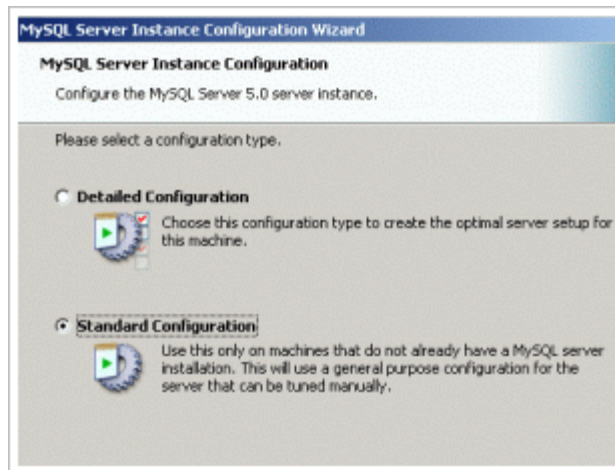 MySQL Server Instance Configuration Wizard
MySQL Server Instance Configuration
Configure the MySQL Server 5.0 server instance.
Please select a configuration type.
Detailed Configuration
Choose this configuration type to create the optimal server setup for
this machine.
Standard Configuration
Use this only on machines that do not already have a MySQL server
installation. This will use a general purpose configuration for the
server that can be tuned manually.